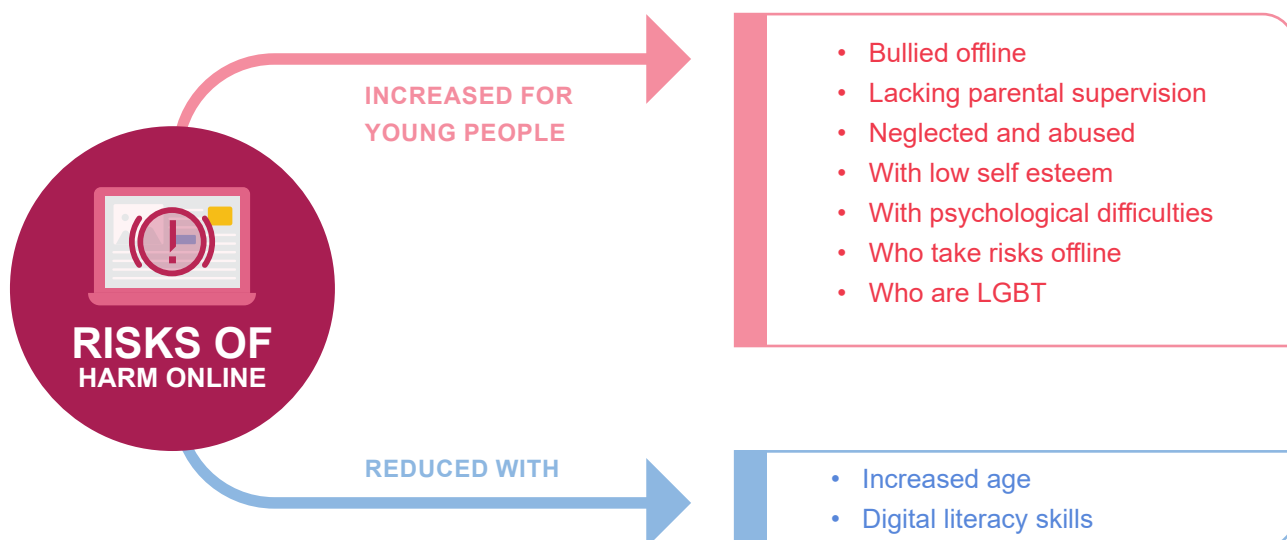 INCREASED FOR
YOUNG PEOPLE
• Bullied offline
• Lacking parental supervision
• Neglected and abused
• With low self esteem
• With psychological difficulties
• Who take risks offline
• Who are LGBT
RISKS OF
HARM ONLINE
REDUCED WITH
• Increased age
• Digital literacy skills